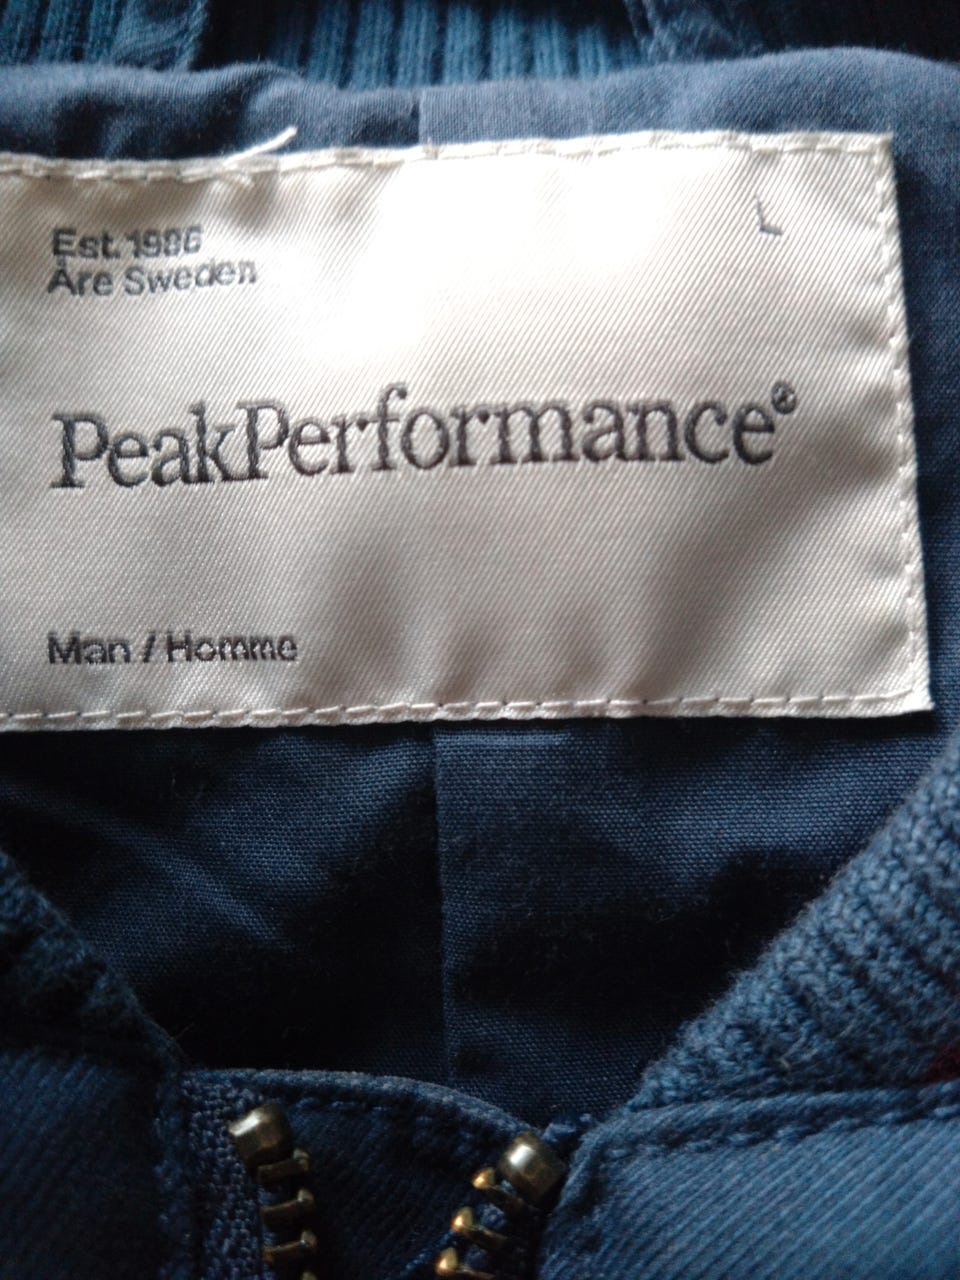 Est. 1986
Åre Sweden
L
PeakPerformance®
Man / Homme